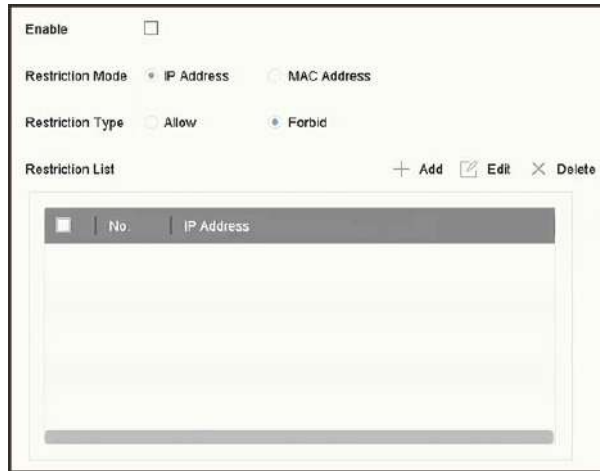 Enable
Restriction Mode IP Address MAC Address
Restriction Type Allow Forbid
Restriction List Add Edit Delete
No. IP Address